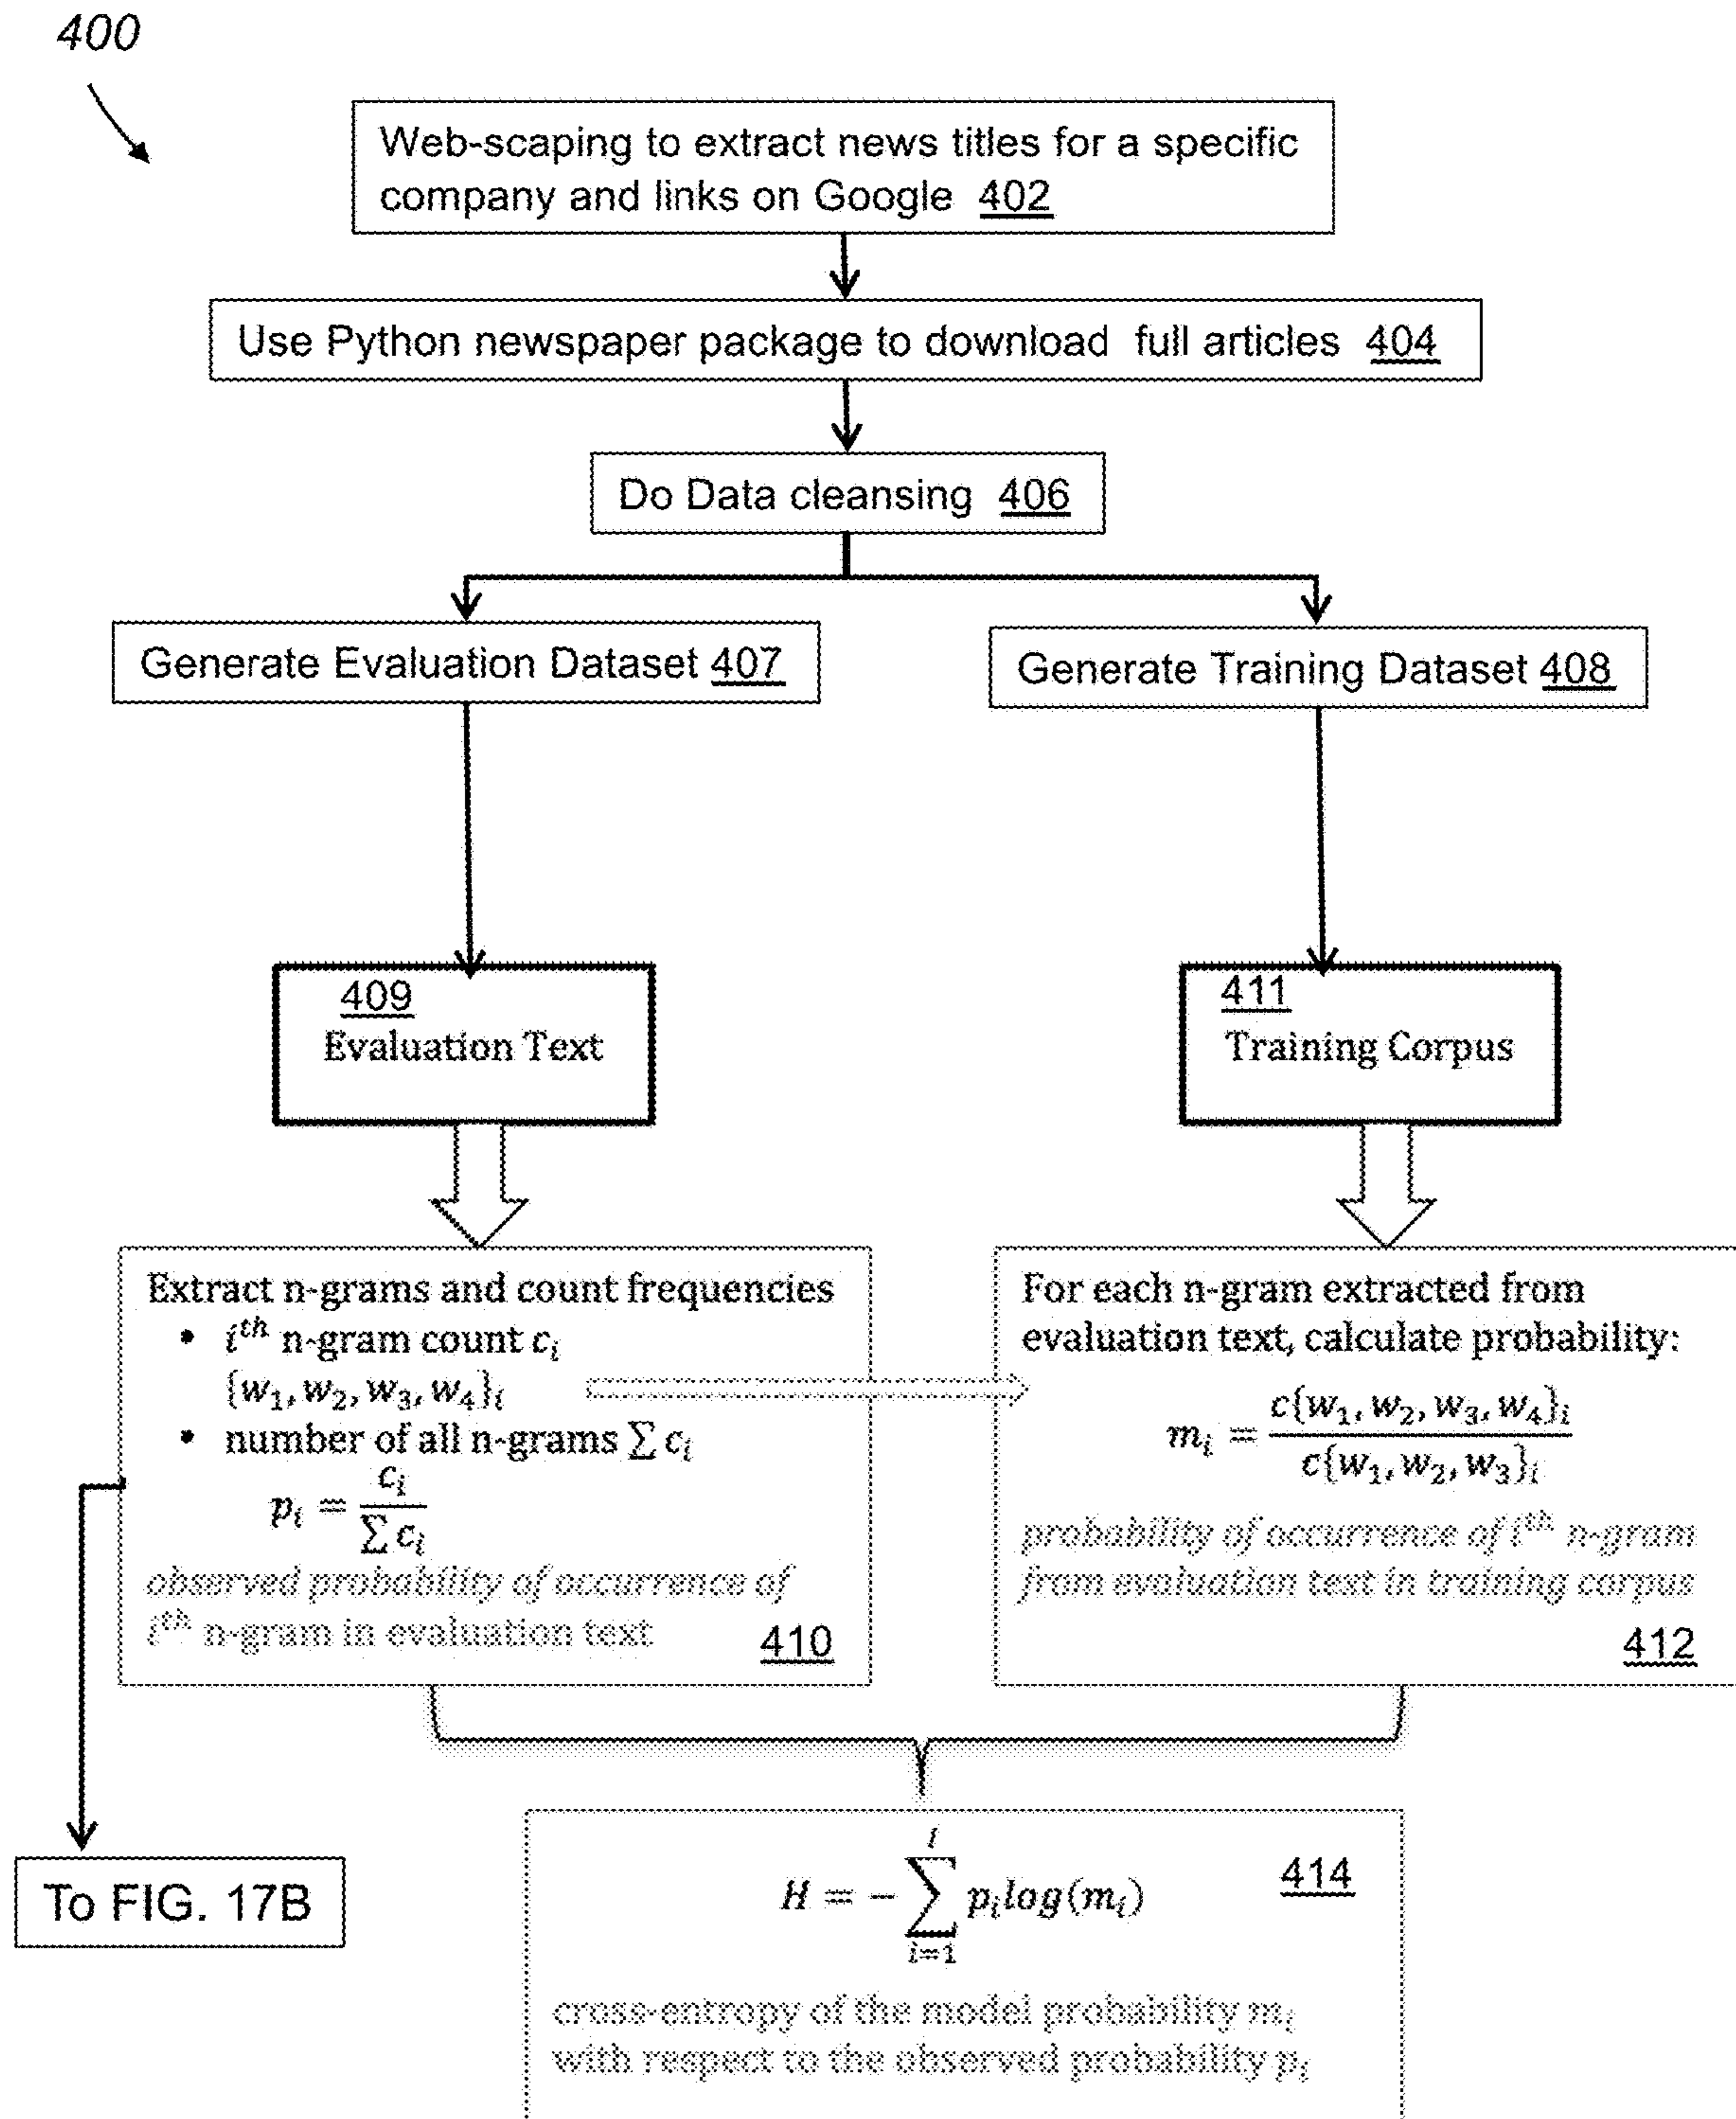 400
Web-scaping to extract news titles for a specific
company and links on Google 402
Use Python newspaper package to download full articles 404
Do Data cleansing 406
Generate Evaluation Dataset 407
Generate Training Dataset 408
409
Evaluation Text
411
Training Corpus
Extract n-grams and count frequencies
• i^th n-gram count c_i
{w_1, w_2, w_3, w_4}_i
• number of all n-grams ∑ c_i
p_i = c_i / ∑ c_i
observed probability of occurrence of
i^th n-gram in evaluation text 410
For each n-gram extracted from
evaluation text, calculate probability:
m_i = c{w_1, w_2, w_3, w_4}_i / c{w_1, w_2, w_3}_i
probability of occurrence of i^th n-gram
from evaluation text in training corpus
412
To FIG. 17B
H = − ∑_{i=1}^{I} p_i log(m_i) 414
cross-entropy of the model probability m_i
with respect to the observed probability p_i